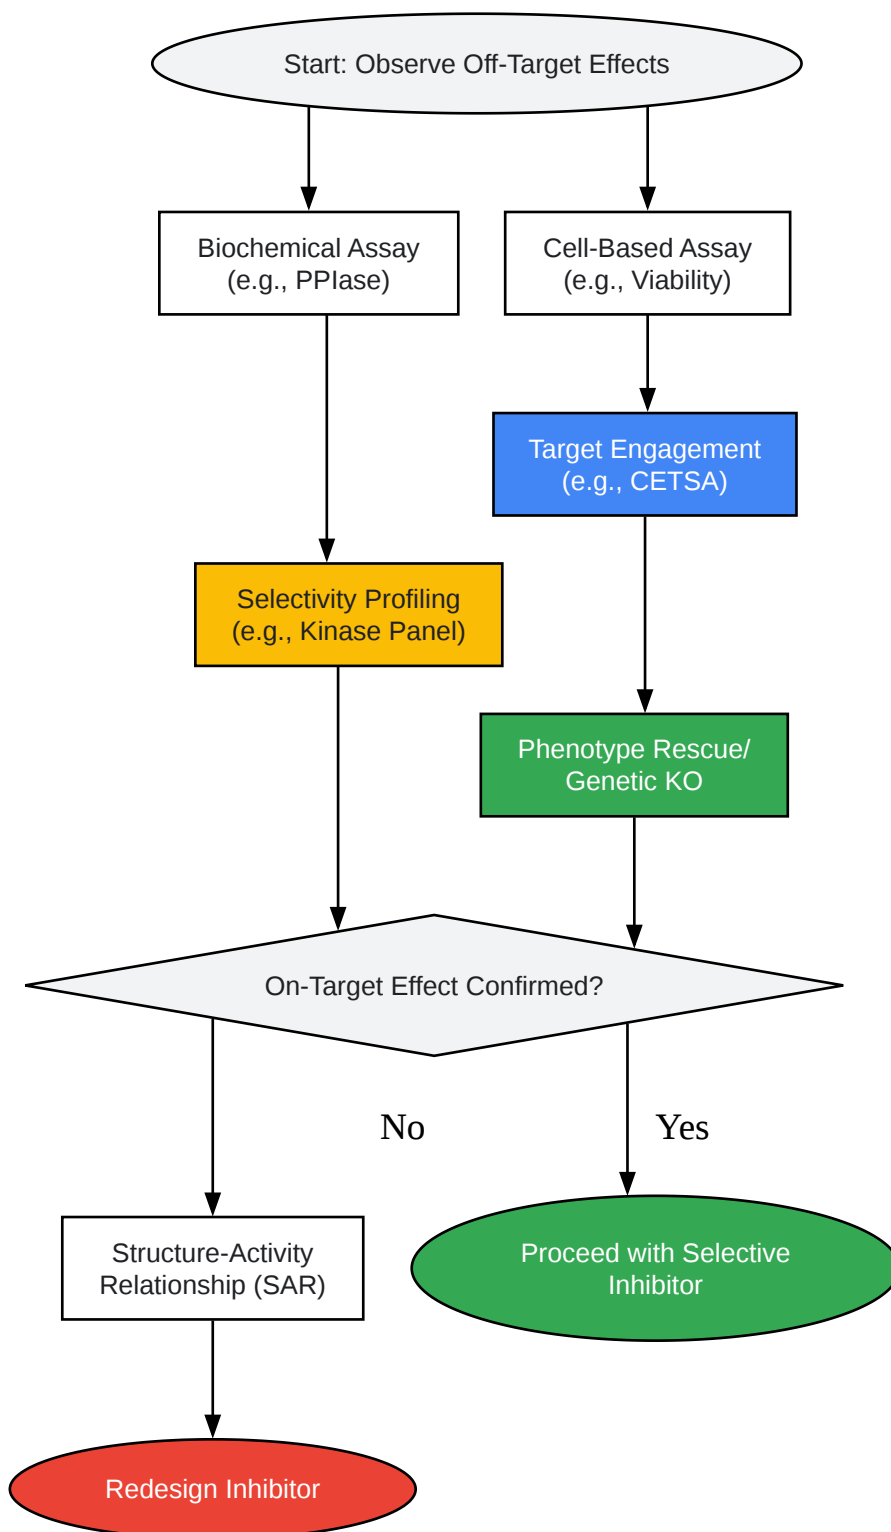 Start: Observe Off-Target Effects
Biochemical Assay
(e.g., PPIase)
Cell-Based Assay
(e.g., Viability)
Target Engagement
(e.g., CETSA)
Selectivity Profiling
(e.g., Kinase Panel)
Phenotype Rescue/
Genetic KO
On-Target Effect Confirmed?
No
Yes
Structure-Activity
Relationship (SAR)
Proceed with Selective
Inhibitor
Redesign Inhibitor